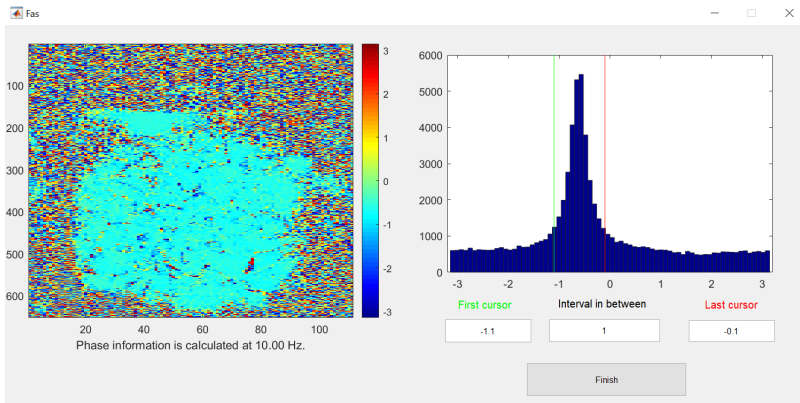 Fas
100
200
300
400
500
600
20 40 60 80 100
3
2
1
0
-1
-2
-3
Phase information is calculated at 10.00 Hz.
6000
5000
4000
3000
2000
1000
0
-3 -2 -1 0 1 2 3
First cursor Interval in between Last cursor
-1.1 1 -0.1
Finish